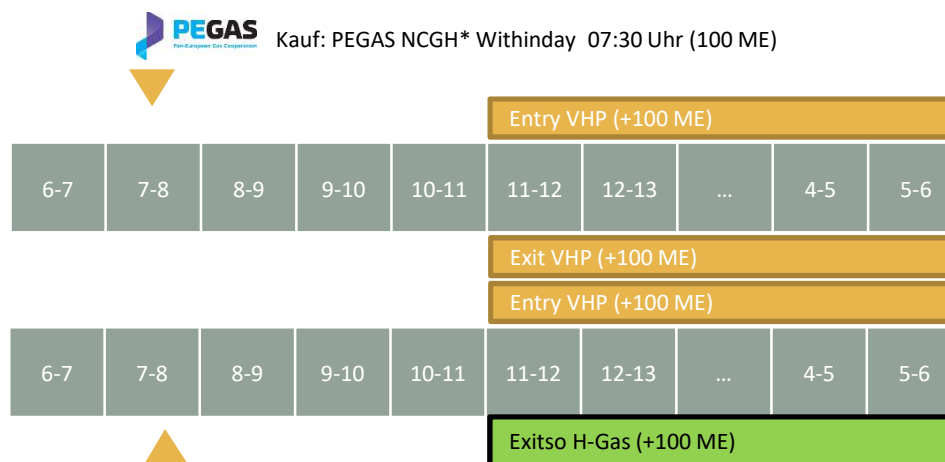 PEGAS
Pan-European Gas Cooperation
Kauf: PEGAS NCGH* Withinday 07:30 Uhr (100 ME)
Entry VHP (+100 ME)
6-7 7-8 8-9 9-10 10-11 11-12 12-13 ... 4-5 5-6
Exit VHP (+100 ME)
Entry VHP (+100 ME)
6-7 7-8 8-9 9-10 10-11 11-12 12-13 ... 4-5 5-6
Exitso H-Gas (+100 ME)